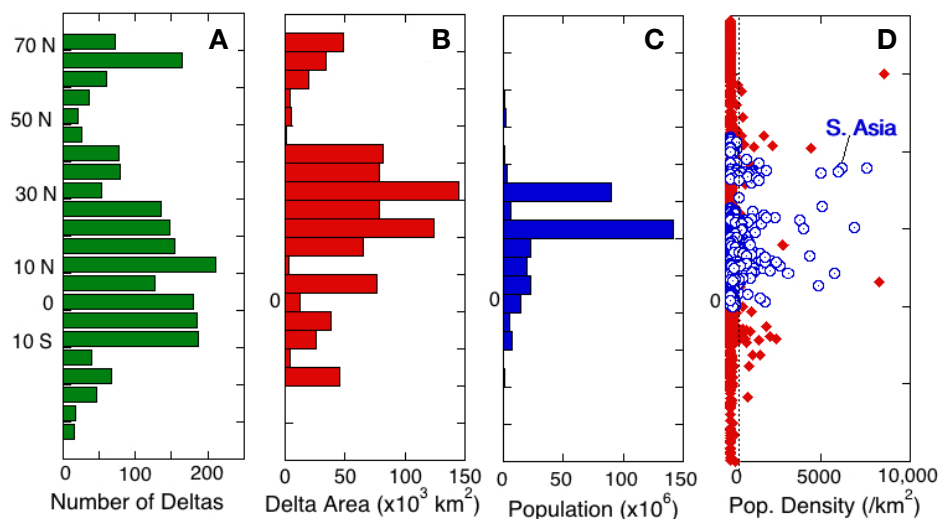 A
B
C
D
70 N
50 N
30 N
10 N
0
10 S
0
0
0
S. Asia
0 100 200
0 50 100 150
0 50 100 150
0 5000 10,000
Number of Deltas
Delta Area (x10³ km²)
Population (x10⁶)
Pop. Density (/km²)